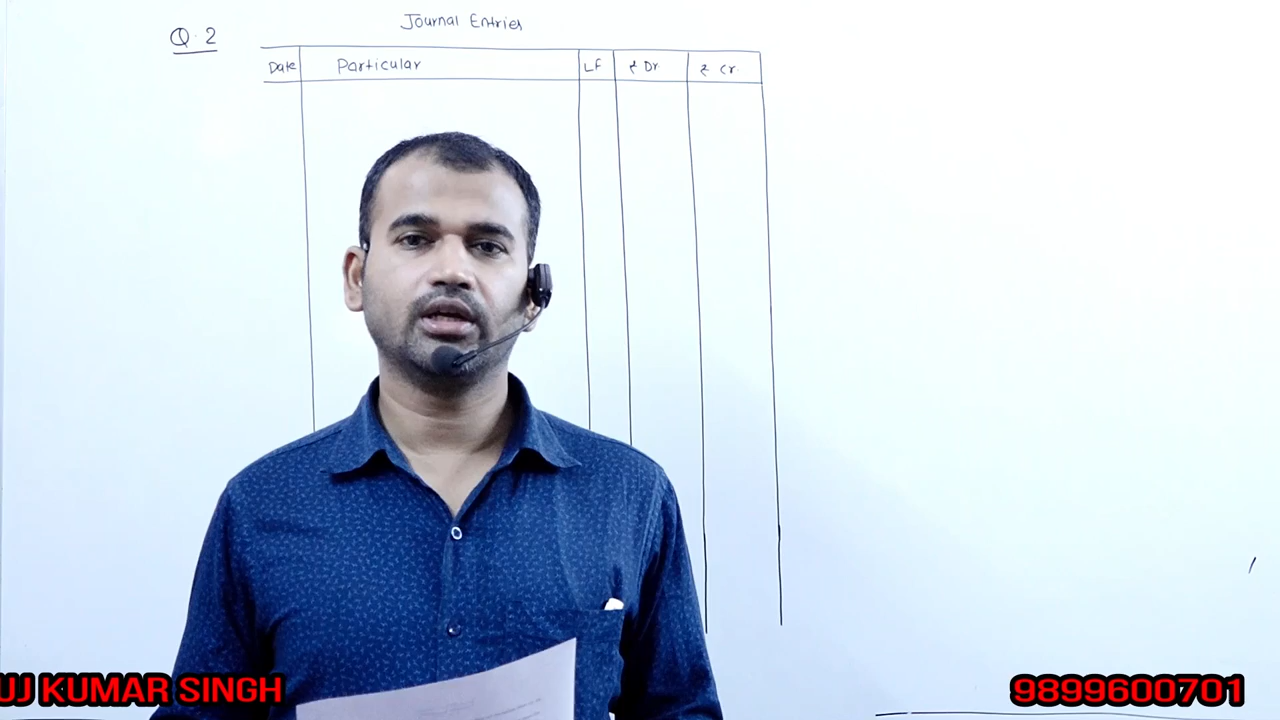 Journal Entries
Q.2
Date Particular LF ₹ Dr. ₹ Cr.
UJ KUMAR SINGH
9899600701